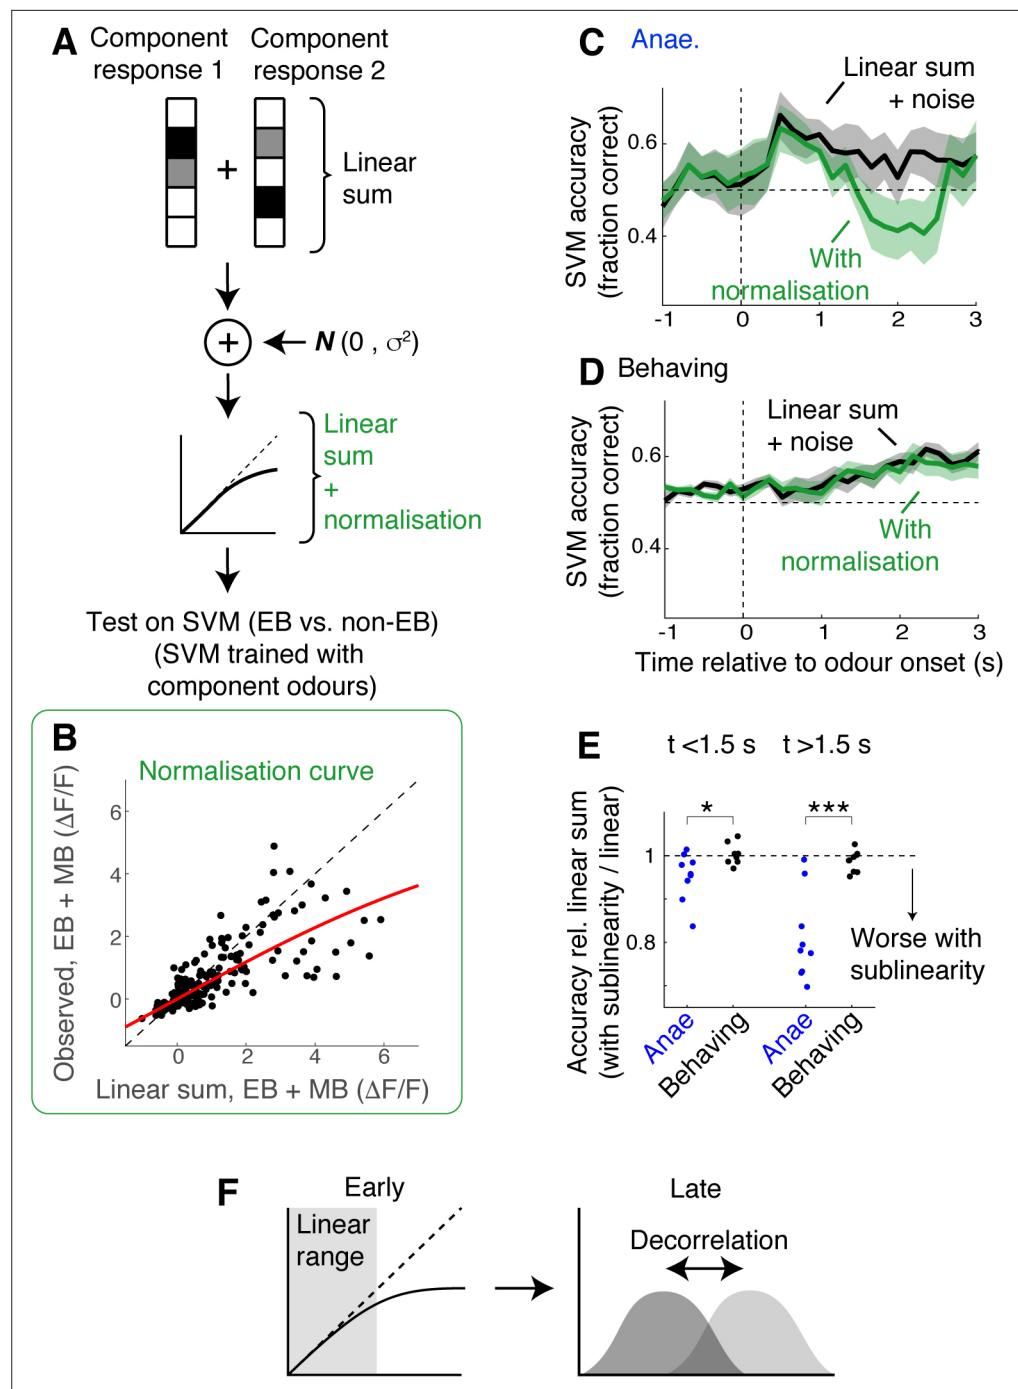 A
Component
response 1
Component
response 2
+
Linear
sum
+
N (0 , σ²)
Linear
sum
+
normalisation
Test on SVM (EB vs. non-EB)
(SVM trained with
component odours)
B
Normalisation curve
Observed, EB + MB (ΔF/F)
6
4
2
0
0
2
4
6
Linear sum, EB + MB (ΔF/F)
C
Anae.
Linear sum
+ noise
SVM accuracy
(fraction correct)
0.6
0.4
With
normalisation
-1
0
1
2
3
D
Behaving
Linear sum
+ noise
SVM accuracy
(fraction correct)
0.6
0.4
With
normalisation
-1
0
1
2
3
Time relative to odour onset (s)
E
t <1.5 s
t >1.5 s
*
***
Accuracy rel. linear sum
(with sublinearity / linear)
1
0.8
Worse with
sublinearity
Anae
Behaving
Anae
Behaving
F
Early
Linear
range
Late
Decorrelation